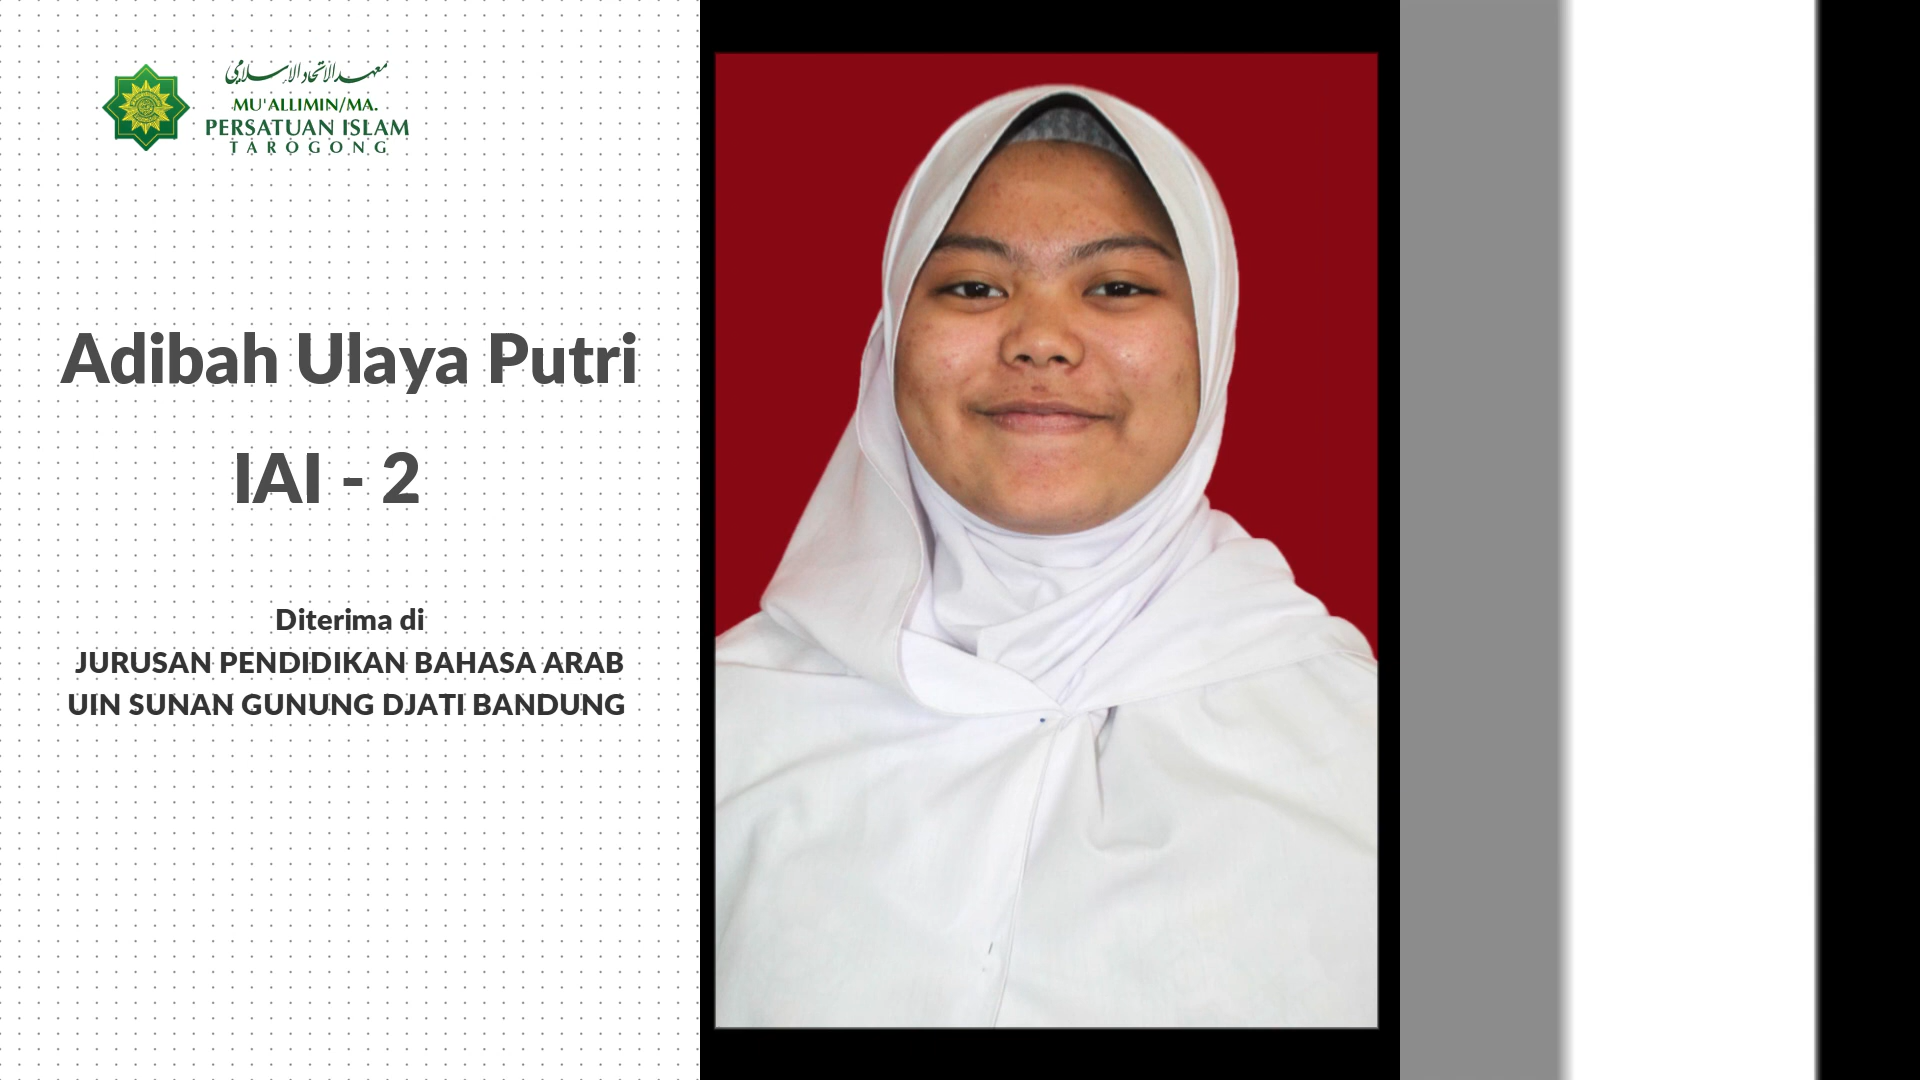 معهد الاتحاد الإسلامي
MU'ALLIMIN/MA.
PERSATUAN ISLAM
TAROGONG
Adibah Ulaya Putri
IAI - 2
Diterima di
JURUSAN PENDIDIKAN BAHASA ARAB
UIN SUNAN GUNUNG DJATI BANDUNG